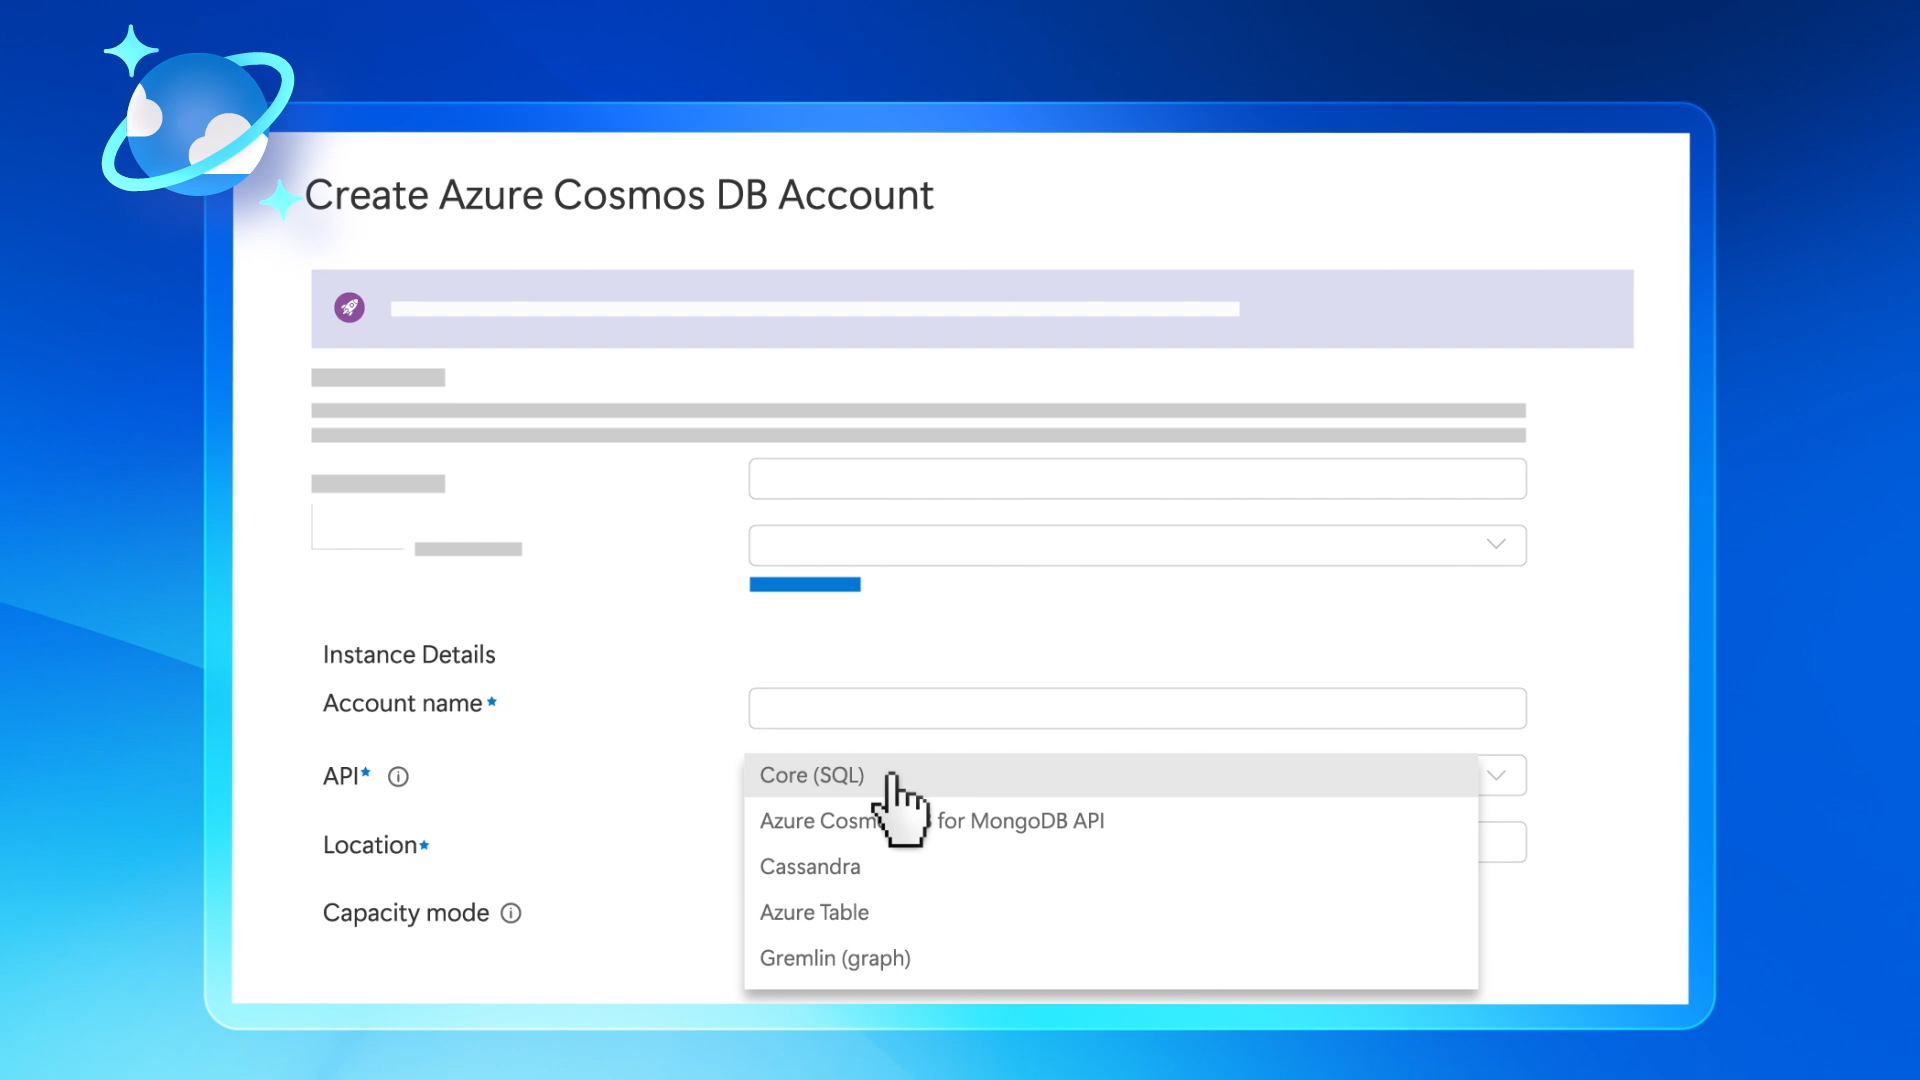 Create Azure Cosmos DB Account
Instance Details
Account name*
API*
Core (SQL)
Azure Cosm for MongoDB API
Location*
Cassandra
Capacity mode
Azure Table
Gremlin (graph)